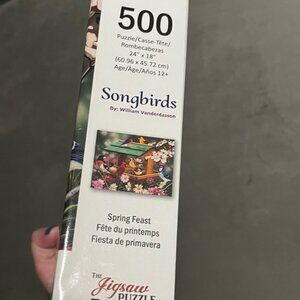 500
Puzzle/Casse-Tête/
Rombecabezas
24" x 18"
(60.96 x 45.72 cm)
Age/Âge/Años 12+
Songbirds
By: William Vanderdasson
Spring Feast
Fête du printemps
Fiesta de primavera
THE
Jigsaw
PUZZLE